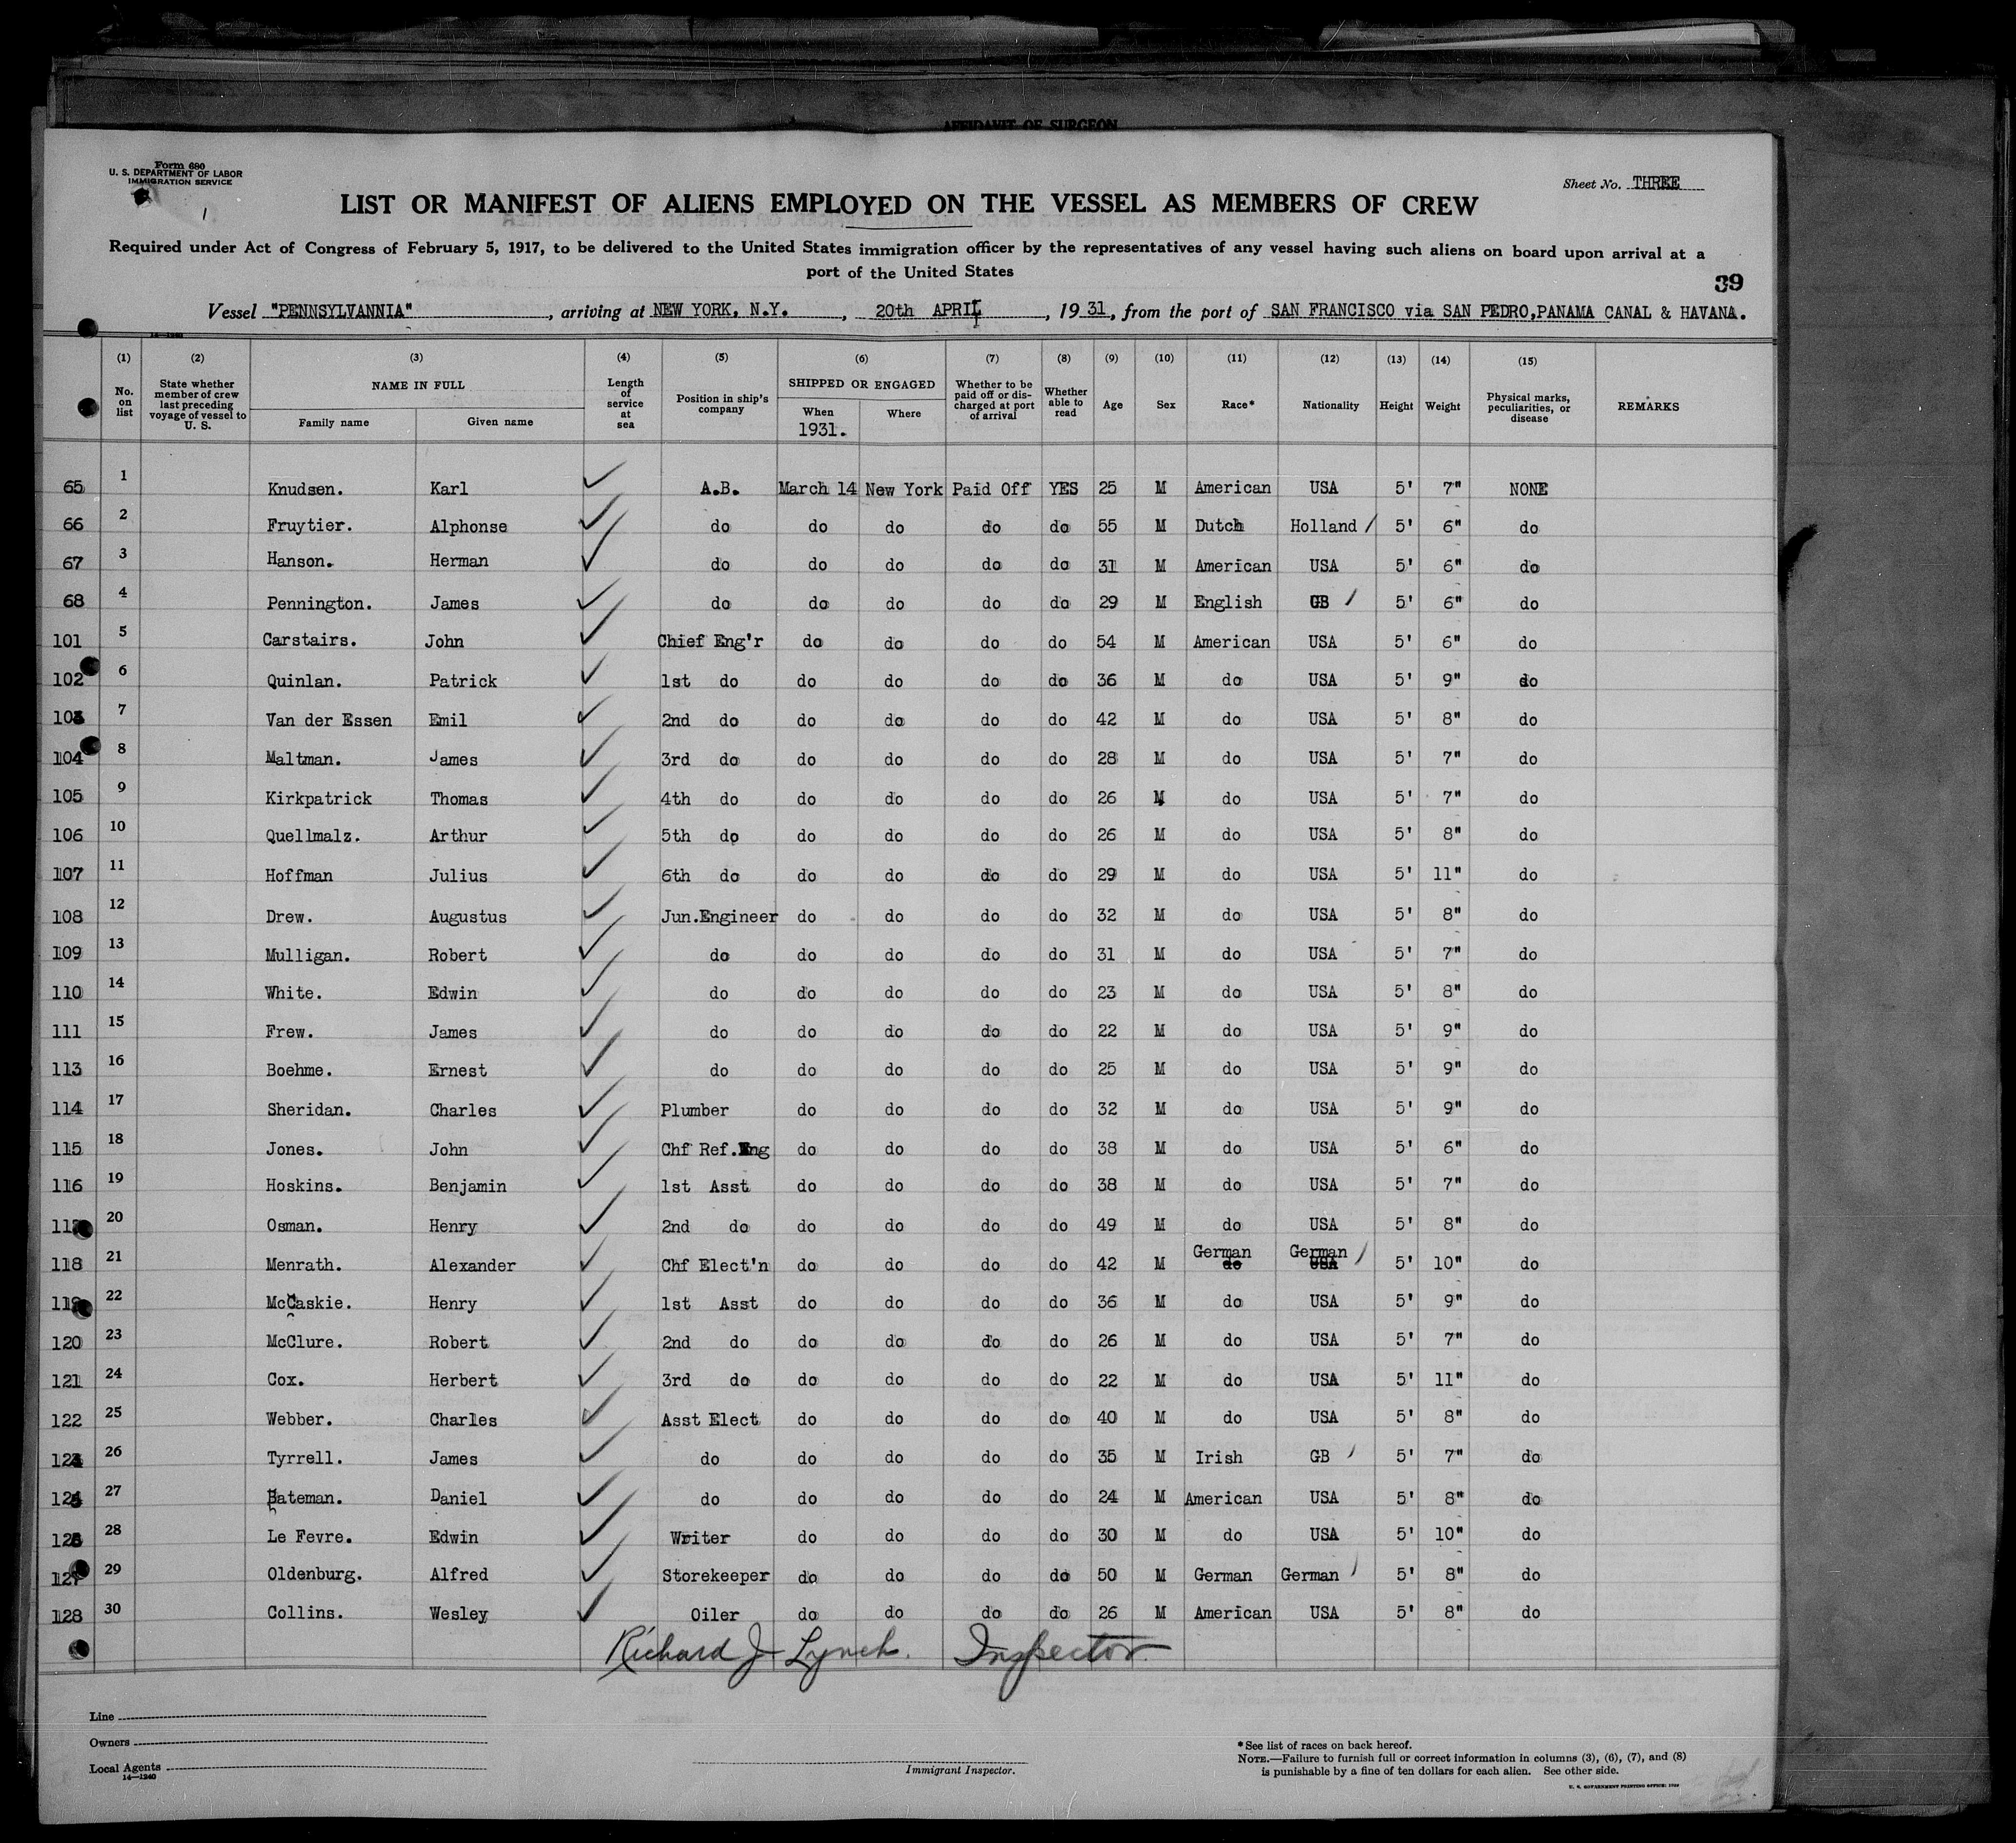 AFFIDAVIT OF SURGEON
Form 680
U. S. DEPARTMENT OF LABOR
IMMIGRATION SERVICE
Sheet No. THREE
LIST OR MANIFEST OF ALIENS EMPLOYED ON THE VESSEL AS MEMBERS OF CREW
Required under Act of Congress of February 5, 1917, to be delivered to the United States immigration officer by the representatives of any vessel having such aliens on board upon arrival at a
port of the United States
39
Vessel "PENNSYLVANNIA", arriving at NEW YORK, N.Y., 20th APRIL, 1931, from the port of SAN FRANCISCO via SAN PEDRO,PANAMA CANAL & HAVANA.
14-1240
(1) No. on list (2) State whether member of crew last preceding voyage of vessel to U. S. (3) NAME IN FULL Family name Given name (4) Length of service at sea (5) Position in ship's company (6) SHIPPED OR ENGAGED When 1931. Where (7) Whether to be paid off or discharged at port of arrival (8) Whether able to read (9) Age (10) Sex (11) Race* (12) Nationality (13) Height (14) Weight (15) Physical marks, peculiarities, or disease REMARKS
65 1 Knudsen. Karl A.B. March 14 New York Paid Off YES 25 M American USA 5' 7" NONE
66 2 Fruytier. Alphonse do do do do do 55 M Dutch Holland / 5' 6" do
67 3 Hanson. Herman do do do do do 31 M American USA 5' 6" do
68 4 Pennington. James do do do do do 29 M English GB / 5' 6" do
101 5 Carstairs. John Chief Eng'r do do do do 54 M American USA 5' 6" do
102 6 Quinlan. Patrick 1st do do do do do 36 M do USA 5' 9" do
103 7 Van der Essen Emil 2nd do do do do do 42 M do USA 5' 8" do
104 8 Maltman. James 3rd do do do do do 28 M do USA 5' 7" do
105 9 Kirkpatrick Thomas 4th do do do do do 26 M do USA 5' 7" do
106 10 Quellmalz. Arthur 5th do do do do do 26 M do USA 5' 8" do
107 11 Hoffman Julius 6th do do do do do 29 M do USA 5' 11" do
108 12 Drew. Augustus Jun.Engineer do do do do 32 M do USA 5' 8" do
109 13 Mulligan. Robert do do do do do 31 M do USA 5' 7" do
110 14 White. Edwin do do do do do 23 M do USA 5' 8" do
111 15 Frew. James do do do do do 22 M do USA 5' 9" do
113 16 Boehme. Ernest do do do do do 25 M do USA 5' 9" do
114 17 Sheridan. Charles Plumber do do do do 32 M do USA 5' 9" do
115 18 Jones. John Chf Ref.Eng do do do do 38 M do USA 5' 6" do
116 19 Hoskins. Benjamin 1st Asst do do do do 38 M do USA 5' 7" do
20 Osman. Henry 2nd do do do do do 49 M do USA 5' 8" do
118 21 Menrath. Alexander Chf Elect'n do do do do 42 M German do German USA / 5' 10" do
119 22 McCaskie. Henry 1st Asst do do do do 36 M do USA 5' 9" do
120 23 McClure. Robert 2nd do do do do do 26 M do USA 5' 7" do
121 24 Cox. Herbert 3rd do do do do do 22 M do USA 5' 11" do
122 25 Webber. Charles Asst Elect do do do do 40 M do USA 5' 8" do
26 Tyrrell. James do do do do do 35 M Irish GB / 5' 7" do
27 Bateman. Daniel do do do do do 24 M American USA 5' 8" do
28 Le Fevre. Edwin Writer do do do do 30 M do USA 5' 10" do
127 29 Oldenburg. Alfred Storekeeper do do do do 50 M German German / 5' 8" do
128 30 Collins. Wesley Oiler do do do do 26 M American USA 5' 8" do
Richard J Lynch. Inspector.
Line
Owners
Local Agents
14-1240
Immigrant Inspector.
* See list of races on back hereof.
NOTE.—Failure to furnish full or correct information in columns (3), (6), (7), and (8)
is punishable by a fine of ten dollars for each alien. See other side.
U. S. GOVERNMENT PRINTING OFFICE: 1930